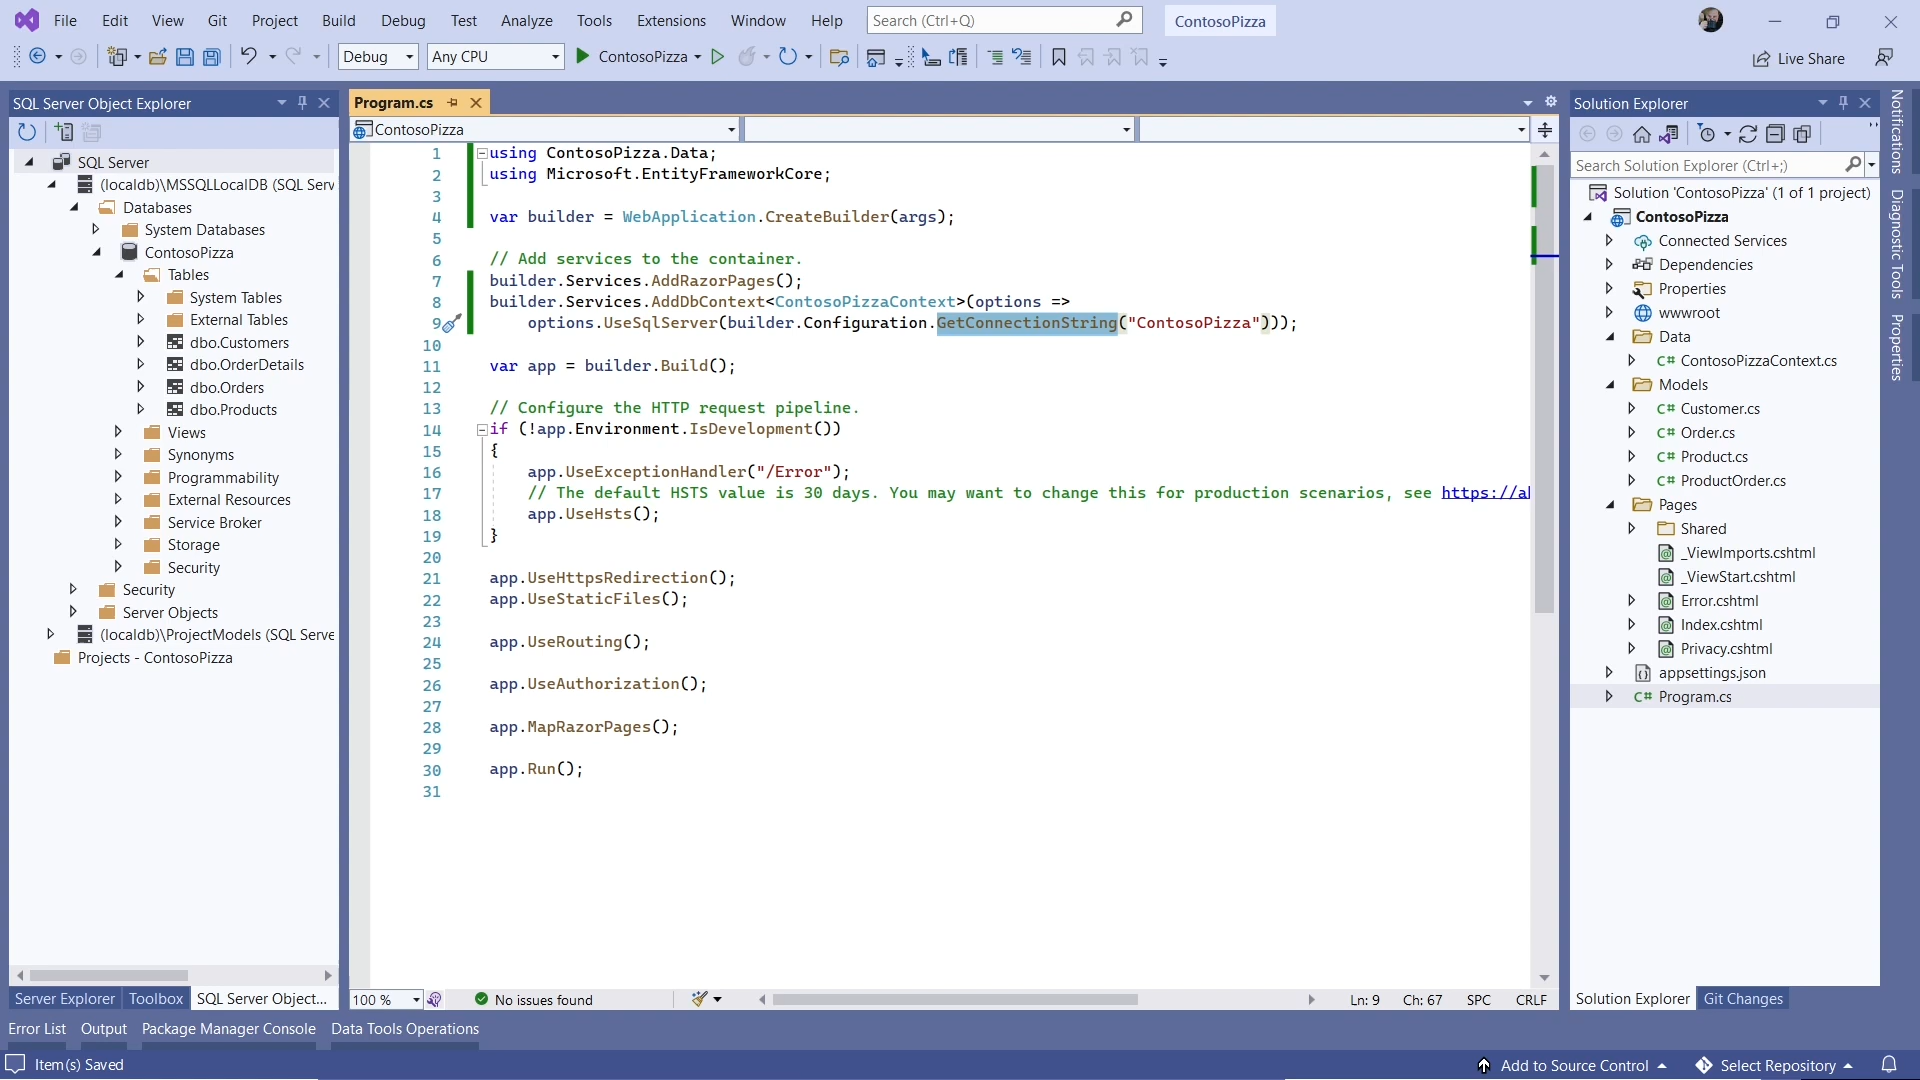 File Edit View Git Project Build Debug Test Analyze Tools Extensions Window Help Search (Ctrl+Q) ContosoPizza
Debug Any CPU ContosoPizza Live Share
SQL Server Object Explorer
SQL Server
(localdb)\MSSQLLocalDB (SQL Serv
Databases
System Databases
ContosoPizza
Tables
System Tables
External Tables
dbo.Customers
dbo.OrderDetails
dbo.Orders
dbo.Products
Views
Synonyms
Programmability
External Resources
Service Broker
Storage
Security
Security
Server Objects
(localdb)\ProjectModels (SQL Serve
Projects - ContosoPizza
Server Explorer Toolbox SQL Server Object...
Program.cs
ContosoPizza
1 using ContosoPizza.Data;
2 using Microsoft.EntityFrameworkCore;
3
4 var builder = WebApplication.CreateBuilder(args);
5
6 // Add services to the container.
7 builder.Services.AddRazorPages();
8 builder.Services.AddDbContext<ContosoPizzaContext>(options =>
9 options.UseSqlServer(builder.Configuration.GetConnectionString("ContosoPizza")));
10
11 var app = builder.Build();
12
13 // Configure the HTTP request pipeline.
14 if (!app.Environment.IsDevelopment())
15 {
16 app.UseExceptionHandler("/Error");
17 // The default HSTS value is 30 days. You may want to change this for production scenarios, see https://a
18 app.UseHsts();
19 }
20
21 app.UseHttpsRedirection();
22 app.UseStaticFiles();
23
24 app.UseRouting();
25
26 app.UseAuthorization();
27
28 app.MapRazorPages();
29
30 app.Run();
31
100 % No issues found Ln: 9 Ch: 67 SPC CRLF
Solution Explorer
Search Solution Explorer (Ctrl+;)
Solution 'ContosoPizza' (1 of 1 project)
ContosoPizza
Connected Services
Dependencies
Properties
wwwroot
Data
C# ContosoPizzaContext.cs
Models
C# Customer.cs
C# Order.cs
C# Product.cs
C# ProductOrder.cs
Pages
Shared
_ViewImports.cshtml
_ViewStart.cshtml
Error.cshtml
Index.cshtml
Privacy.cshtml
appsettings.json
C# Program.cs
Solution Explorer Git Changes
Notifications
Diagnostic Tools
Properties
Error List Output Package Manager Console Data Tools Operations
Item(s) Saved Add to Source Control Select Repository